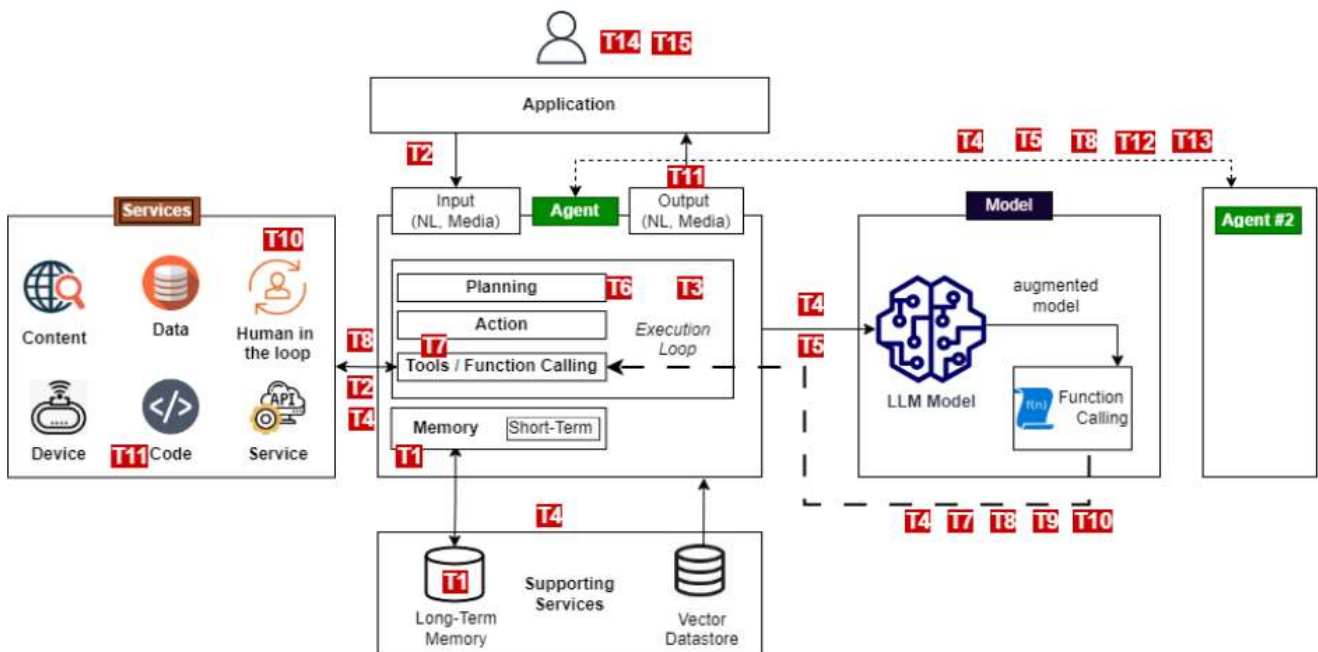 T14 T15
Application
T2
T4 T5 T8 T12 T13
T11
Services
Input
(NL, Media)
Agent
Output
(NL, Media)
Model
Agent #2
T10
Content
Data
Human in
the loop
Device
T11
Code
API
Service
T8
T2
T4
Planning
T6 T3
Action
Execution
Loop
T7
Tools / Function Calling
Memory
Short-Term
T1
T4
T5
LLM Model
augmented
model
f(n)
Function
Calling
T4 T7 T8 T9 T10
T4
T1
Long-Term
Memory
Supporting
Services
Vector
Datastore